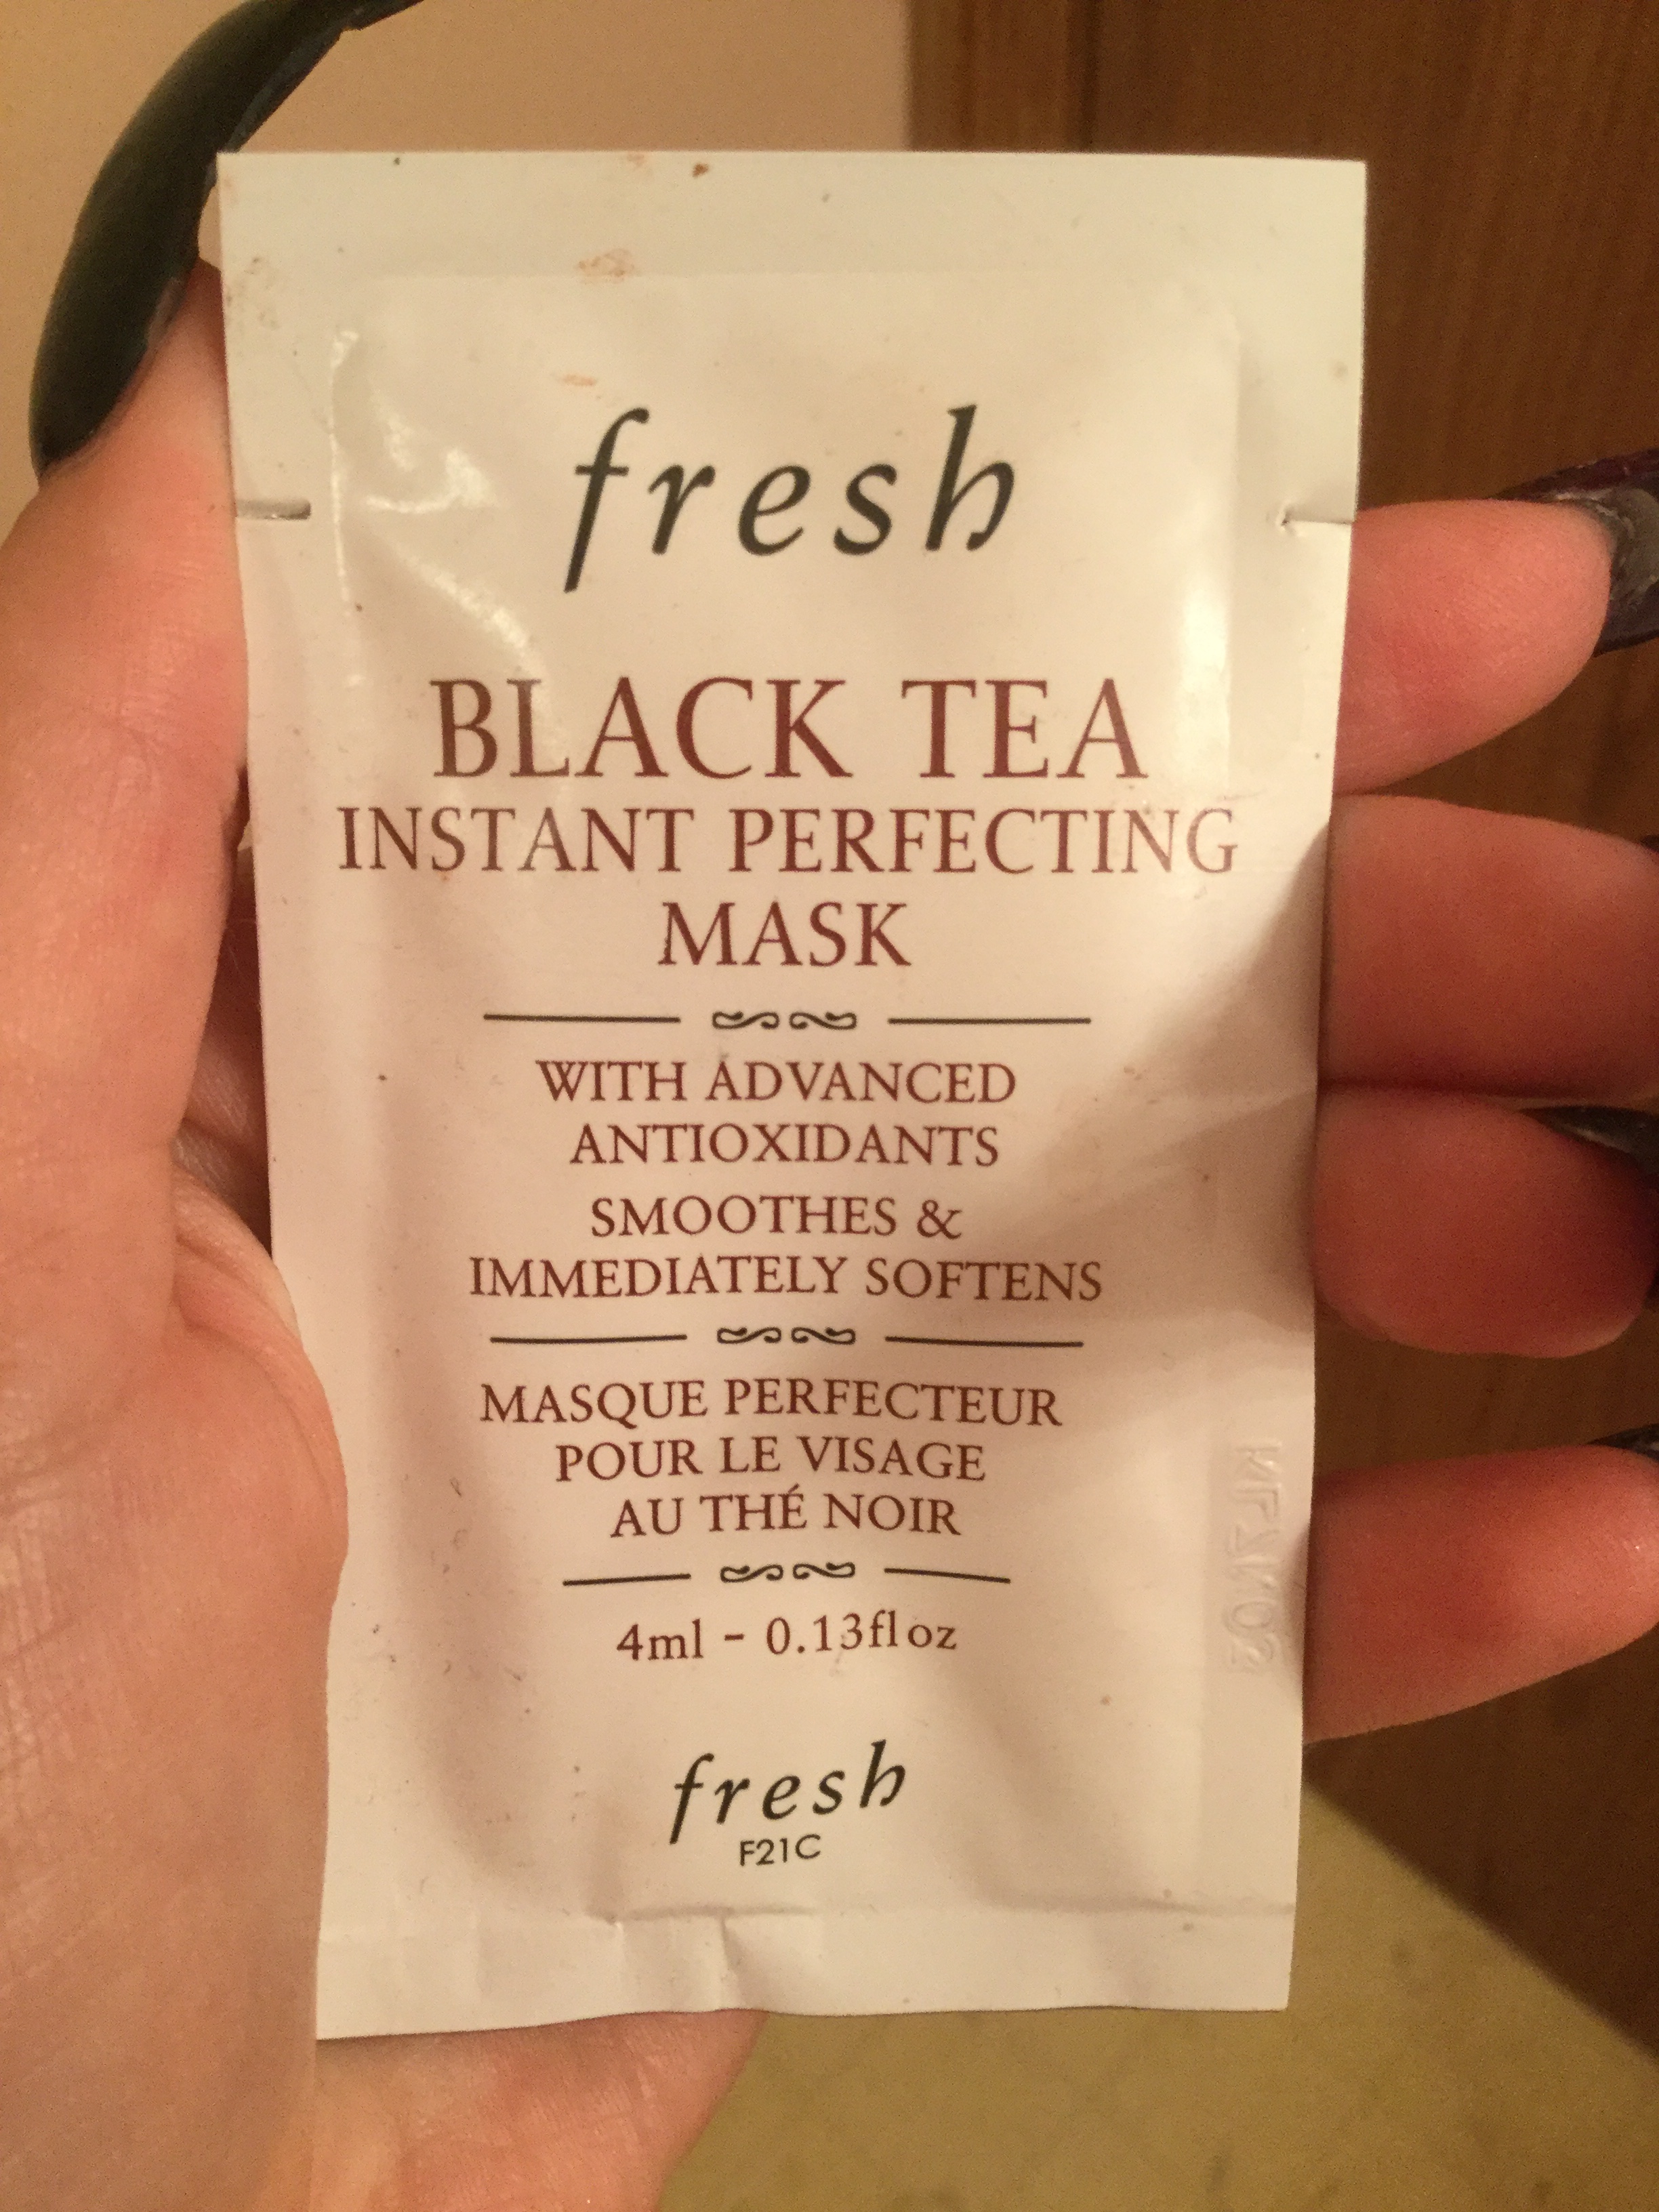 fresh
BLACK TEA
INSTANT PERFECTING
MASK
WITH ADVANCED
ANTIOXIDANTS
SMOOTHES &
IMMEDIATELY SOFTENS
MASQUE PERFECTEUR
POUR LE VISAGE
AU THÉ NOIR
4ml - 0.13fl oz
fresh
F21C